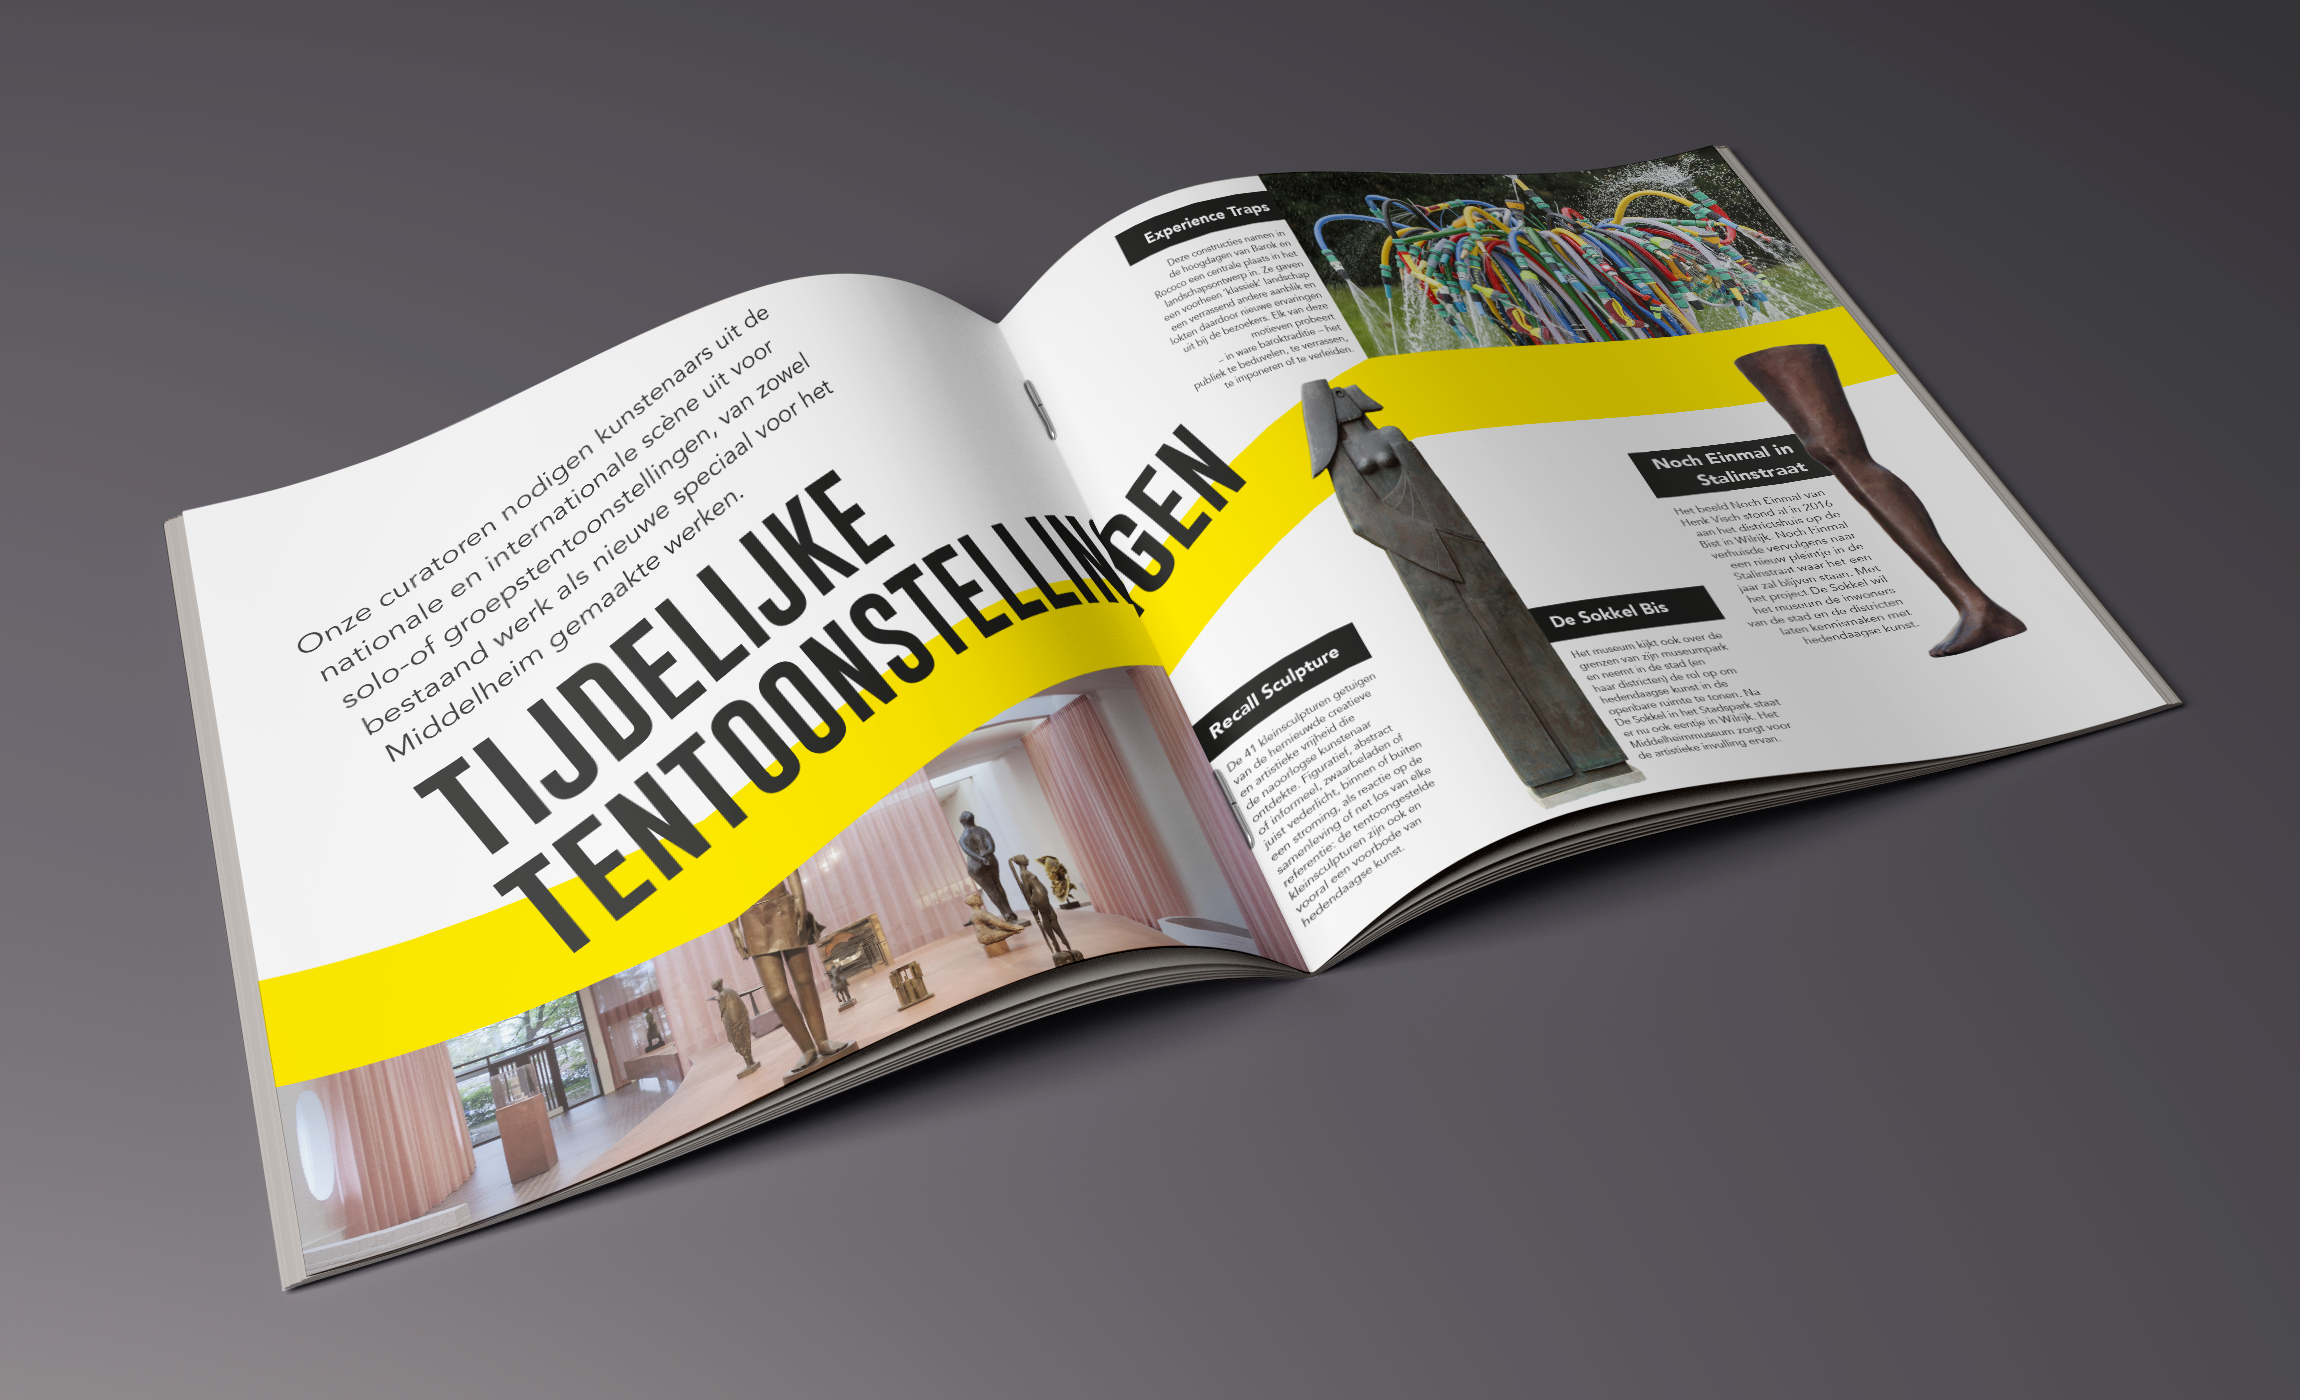 Onze curatoren nodigen kunstenaars uit de
nationale en internationale scène uit voor
solo-of groepstentoonstellingen, van zowel
bestaand werk als nieuwe speciaal voor het
Middelheim gemaakte werken.
TIJDELIJKE
TENTOONSTELLINGEN
Experience Traps
Deze constructies namen in
de hoogdagen van Barok en
Rococo een centrale plaats in het
landschapsontwerp in. Ze gaven
een voorheen 'klassiek' landschap
een verrassend andere aanblik en
lokten daardoor nieuwe ervaringen
uit bij de bezoekers. Elk van deze
motieven probeert
– in ware baroktraditie – het
publiek te beduvelen, te verrassen,
te imponeren of te verleiden.
Recall Sculpture
De 41 kleinsculpturen getuigen
van de hernieuwde creatieve
en artistieke vrijheid die
de naoorlogse kunstenaar
ontdekte. Figuratief, abstract
of informeel, zwaarbeladen of
juist vederlicht, binnen of buiten
een stroming, als reactie op de
samenleving of net los van elke
referentie: de tentoongestelde
kleinsculpturen zijn ook en
vooral een voorbode van
hedendaagse kunst.
De Sokkel Bis
Het museum kijkt ook over de
grenzen van zijn museumpark
en neemt in de stad (en
haar districten) de rol op om
hedendaagse kunst in de
openbare ruimte te tonen. Na
De Sokkel in het Stadspark staat
er nu ook eentje in Wilrijk. Het
Middelheimmuseum zorgt voor
de artistieke invulling ervan.
Noch Einmal in
Stalinstraat
Het beeld Noch Einmal van
Henk Visch stond al in 2016
aan het districtshuis op de
Bist in Wilrijk. Noch Einmal
verhuisde vervolgens naar
een nieuw pleintje in de
Stalinstraat waar het een
jaar zal blijven staan. Met
het project De Sokkel wil
het museum de inwoners
van de stad en de districten
laten kennismaken met
hedendaagse kunst.